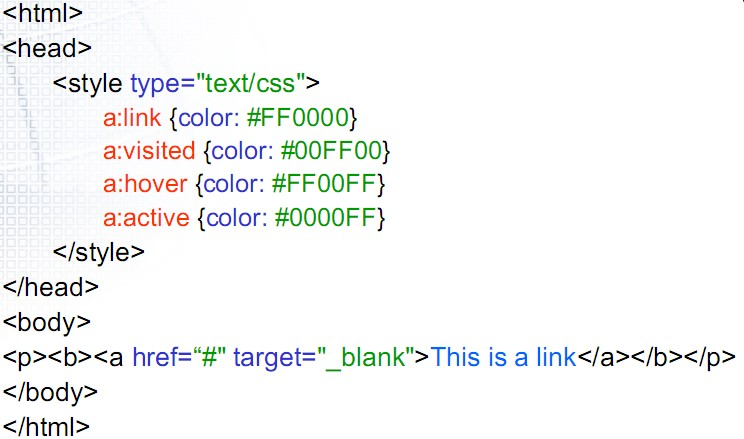 <html>
<head>
<style type="text/css">
a:link {color: #FF0000}
a:visited {color: #00FF00}
a:hover {color: #FF00FF}
a:active {color: #0000FF}
</style>
</head>
<body>
<p><b><a href=“#" target="_blank">This is a link</a></b></p>
</body>
</html>